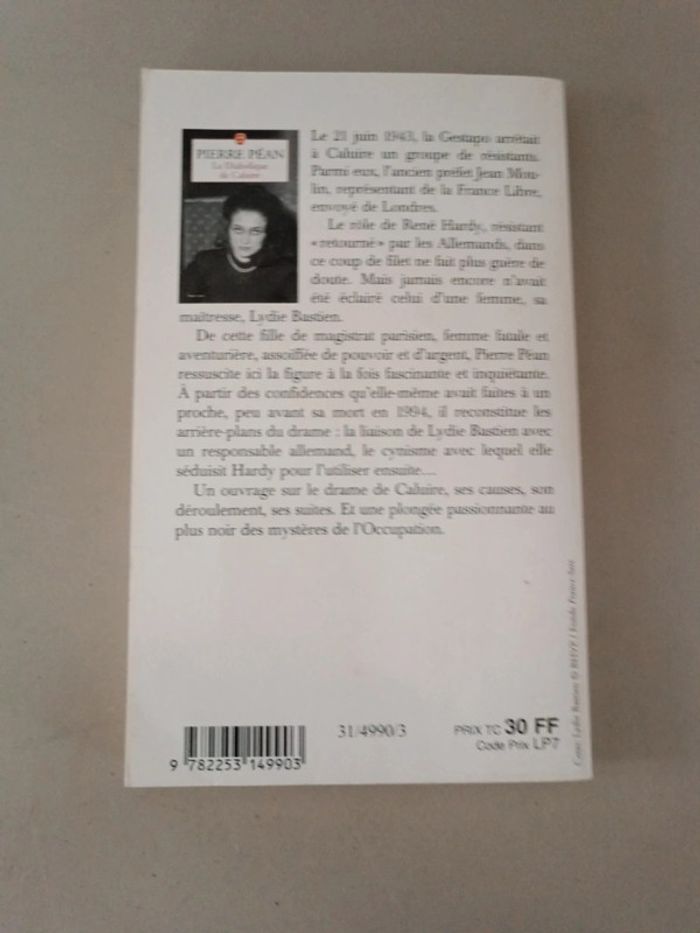 PIERRE PÉAN
La Diabolique
de Caluire
Le 21 juin 1943, la Gestapo arrêtait
à Caluire un groupe de résistants.
Parmi eux, l'ancien préfet Jean Mou-
lin, représentant de la France Libre,
envoyé de Londres.
Le rôle de René Hardy, résistant
« retourné » par les Allemands, dans
ce coup de filet ne fait plus guère de
doute. Mais jamais encore n'avait
été éclairé celui d'une femme, sa
maîtresse, Lydie Bastien.
De cette fille de magistrat parisien, femme fatale et
aventurière, assoiffée de pouvoir et d'argent, Pierre Péan
ressuscite ici la figure à la fois fascinante et inquiétante.
À partir des confidences qu'elle-même avait faites à un
proche, peu avant sa mort en 1994, il reconstitue les
arrière-plans du drame : la liaison de Lydie Bastien avec
un responsable allemand, le cynisme avec lequel elle
séduisit Hardy pour l'utiliser ensuite....
Un ouvrage sur le drame de Caluire, ses causes, son
déroulement, ses suites. Et une plongée passionnante au
plus noir des mystères de l'Occupation.
9 782253 149903
31/4990/3
PRIX TC 30 FF
Code Prix LP7
Lydie Bastien ©